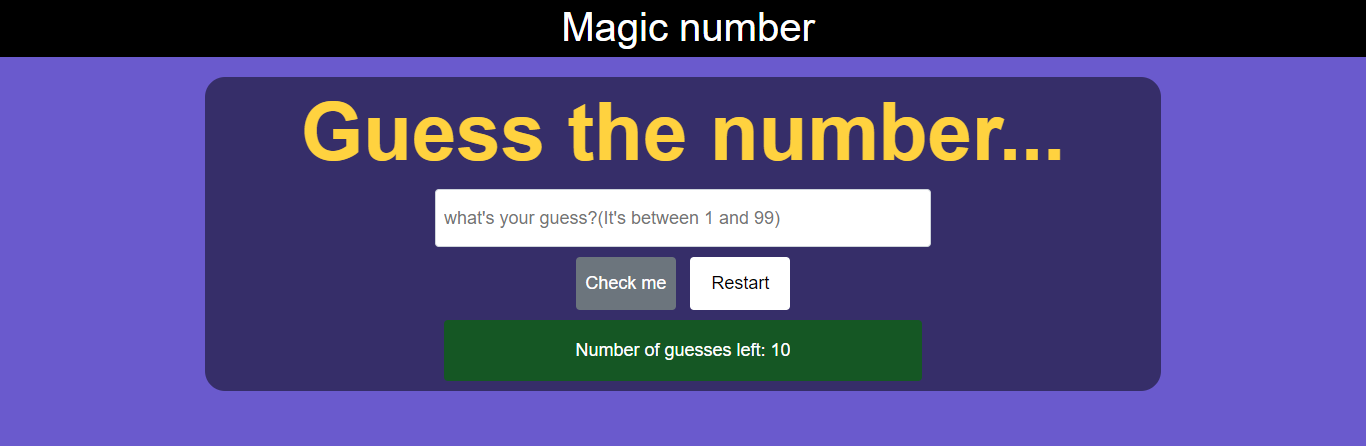 Magic number
Guess the number...
what's your guess?(It's between 1 and 99)
Check me Restart
Number of guesses left: 10